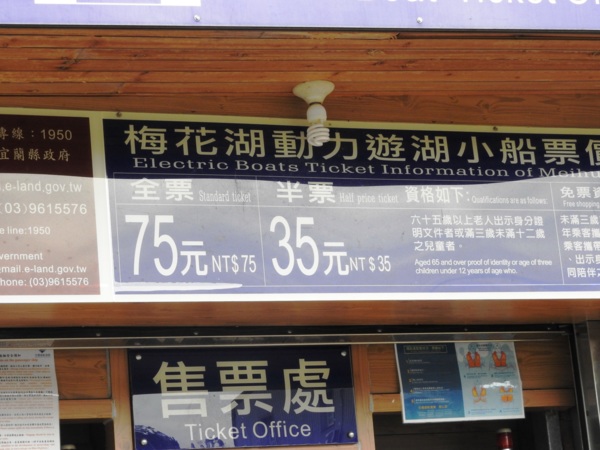 Boat Ticket
專線：1950
宜蘭縣政府
e-land.gov.tw
(03)9615576
e line:1950
vernment
mail.e-land.gov.tw
hone: (03)9615576
梅花湖動力遊湖小船票價
Electric Boats Ticket Information of Meihu
全票 Standard ticket
75元 NT$75
半票 Half price ticket
35元 NT$35
資格如下: Qualifications are as follows:
六十五歲以上老人出示身分證
明文件者或滿三歲未滿十二歲
之兒童者。
Aged 65 and over proof of identity or age of three
children under 12 years of age who.
免票資
Free shopping
未滿三歲
年乘客攜
乘客攜帶
，出示身
同陪伴之
售票處
Ticket Office